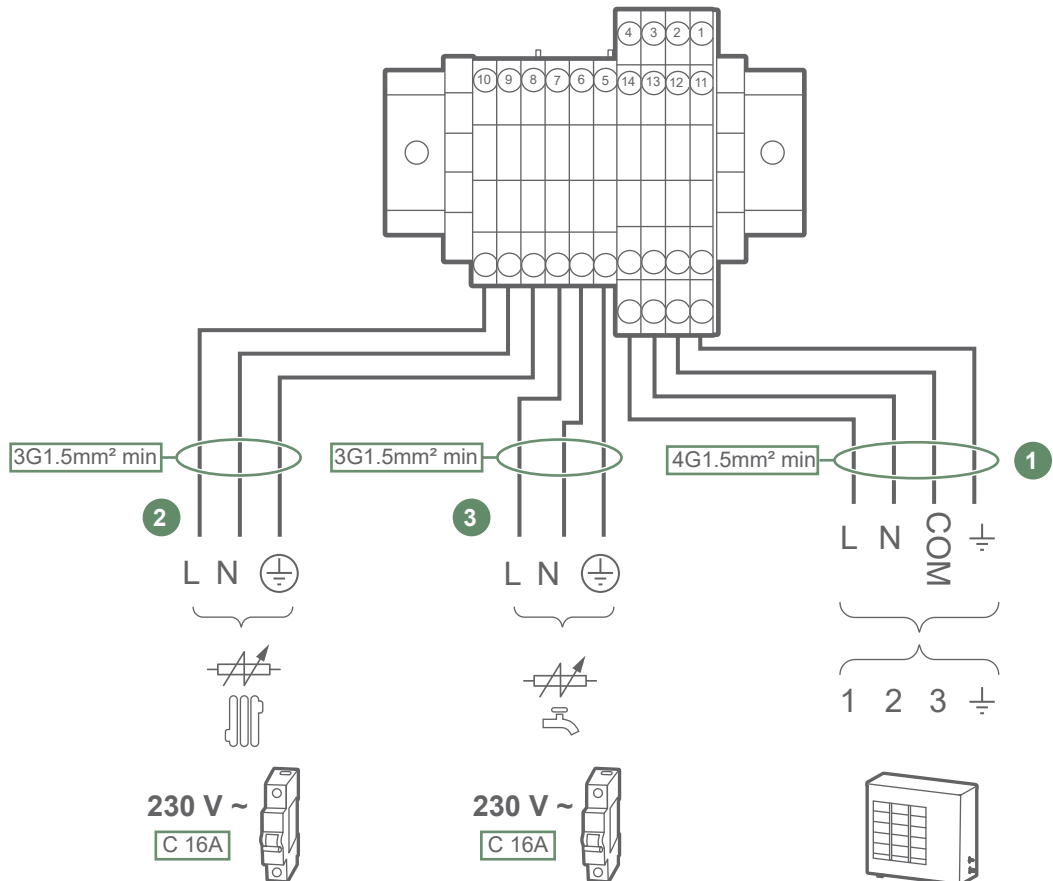 4 3 2 1
10 9 8 7 6 5 14 13 12 11
3G1.5mm² min
3G1.5mm² min
4G1.5mm² min
1
2
3
L N
L N
L N COM
1 2 3
230 V ~
C 16A
230 V ~
C 16A